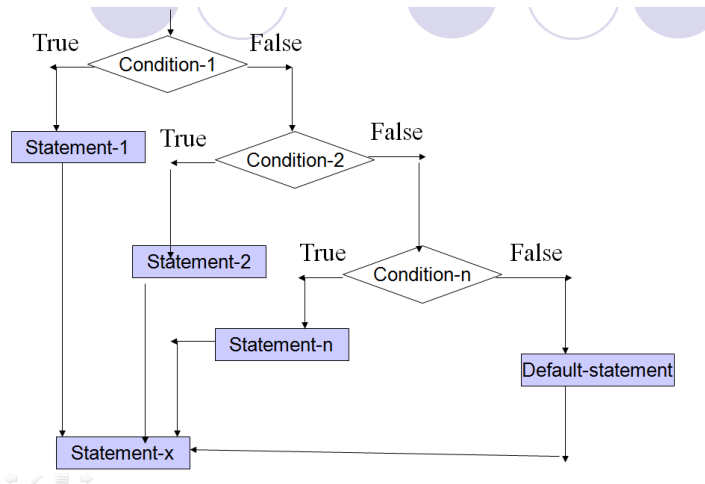 True
False
Condition-1
Statement-1
True
False
Condition-2
Statement-2
True
False
Condition-n
Statement-n
Default-statement
Statement-x